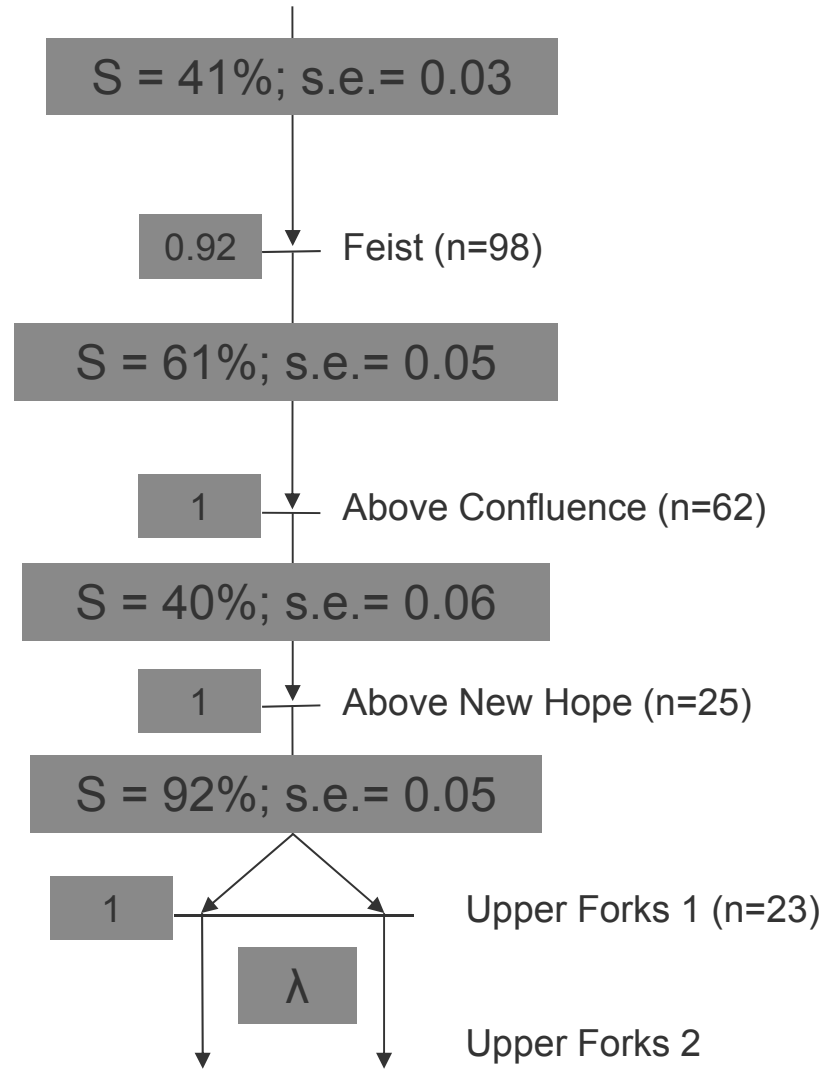 S = 41%; s.e.= 0.03
0.92
Feist (n=98)
S = 61%; s.e.= 0.05
1
Above Confluence (n=62)
S = 40%; s.e.= 0.06
1
Above New Hope (n=25)
S = 92%; s.e.= 0.05
1
Upper Forks 1 (n=23)
λ
Upper Forks 2